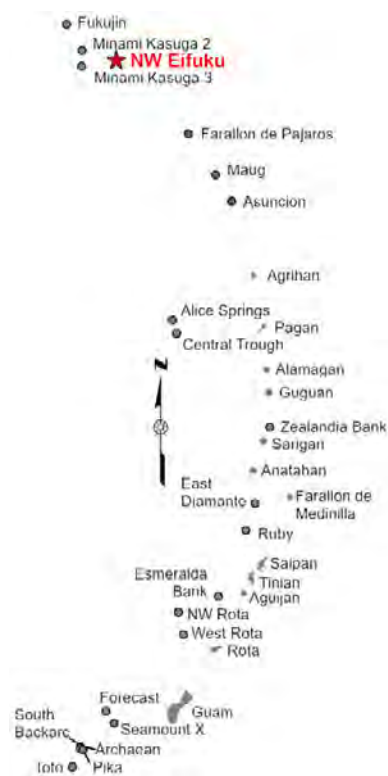 Fukujin
Minami Kasuga 2
NW Eifuku
Minami Kasuga 3
Farallon de Pajaros
Maug
Asuncion
Agrihan
Alice Springs
Pagan
Central Trough
Alamagan
N
Guguan
Zealandia Bank
Sarigan
Anatahan
East
Diamante
Farallon de
Medinilla
Ruby
Saipan
Esmeralda
Bank
Tinian
Aguijan
NW Rota
West Rota
Rota
Forecast
Guam
South
Backarc
Seamount X
Archaean
Pika
Toto